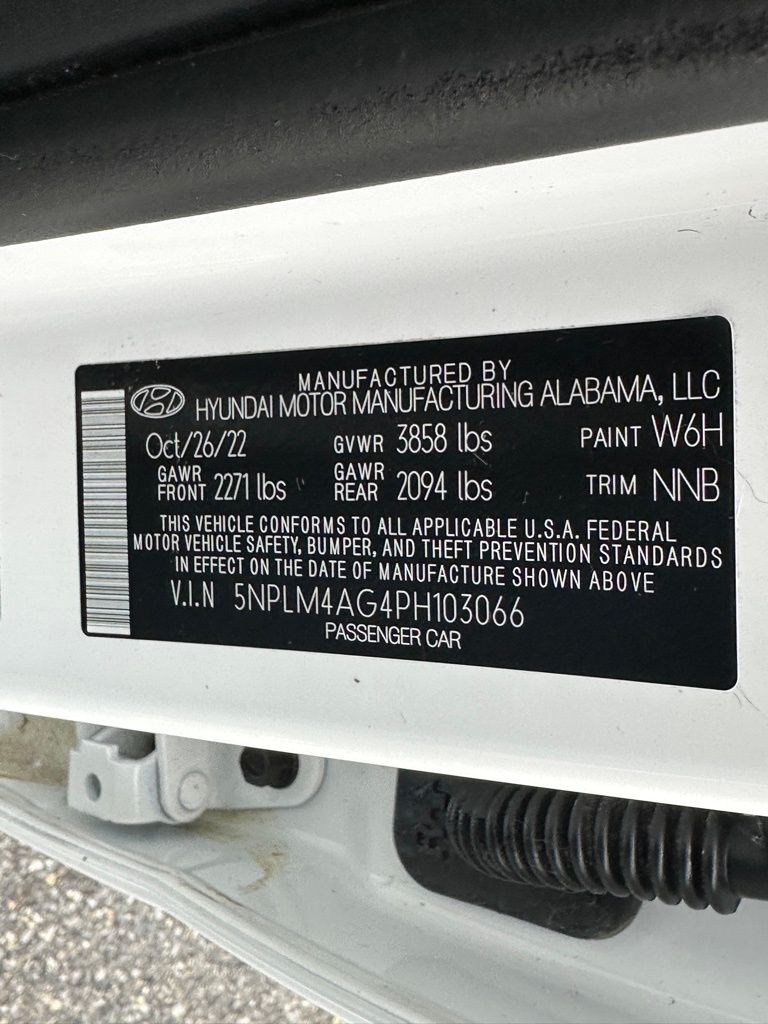 MANUFACTURED BY
HYUNDAI MOTOR MANUFACTURING ALABAMA, LLC
Oct/26/22 GVWR 3858 lbs PAINT W6H
GAWR FRONT 2271 lbs GAWR REAR 2094 lbs TRIM NNB
THIS VEHICLE CONFORMS TO ALL APPLICABLE U.S.A. FEDERAL
MOTOR VEHICLE SAFETY, BUMPER, AND THEFT PREVENTION STANDARDS
IN EFFECT ON THE DATE OF MANUFACTURE SHOWN ABOVE
V.I.N 5NPLM4AG4PH103066
PASSENGER CAR